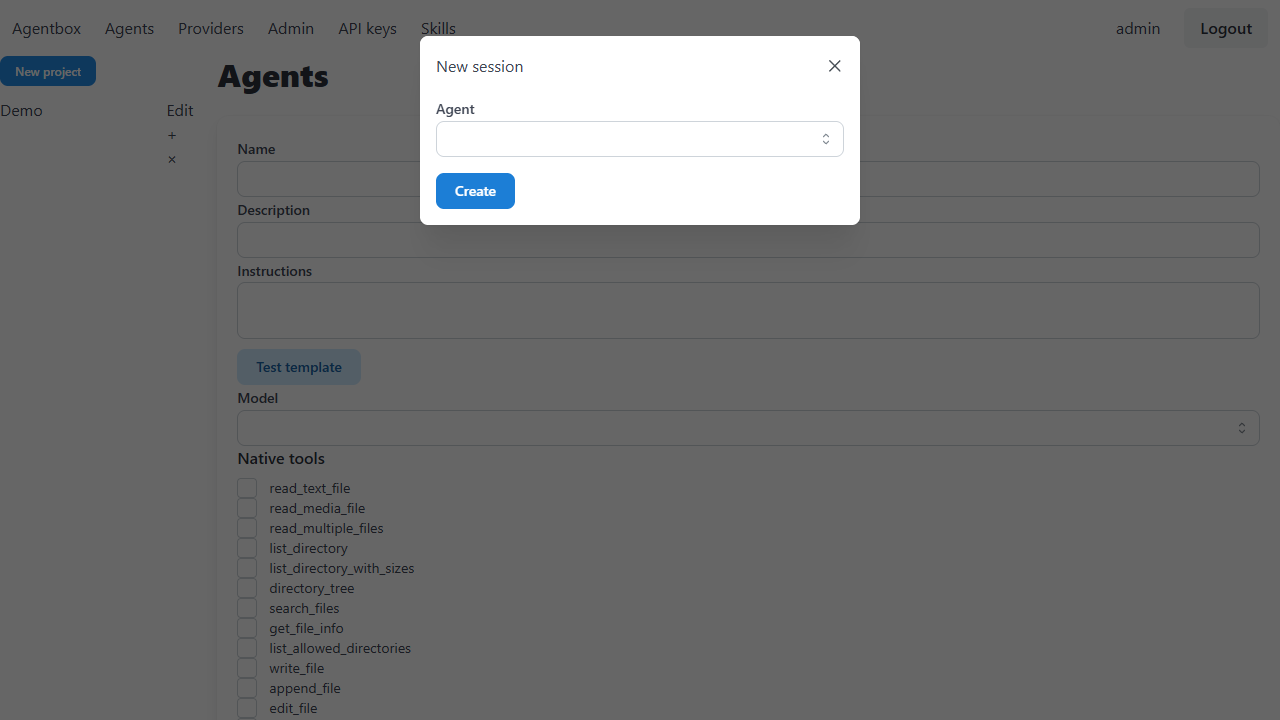 Agentbox Agents Providers Admin API keys Skills admin Logout
New project
Demo Edit
+
×
Agents
New session
Agent
Create
Name
Description
Instructions
Test template
Model
Native tools
read_text_file
read_media_file
read_multiple_files
list_directory
list_directory_with_sizes
directory_tree
search_files
get_file_info
list_allowed_directories
write_file
append_file
edit_file